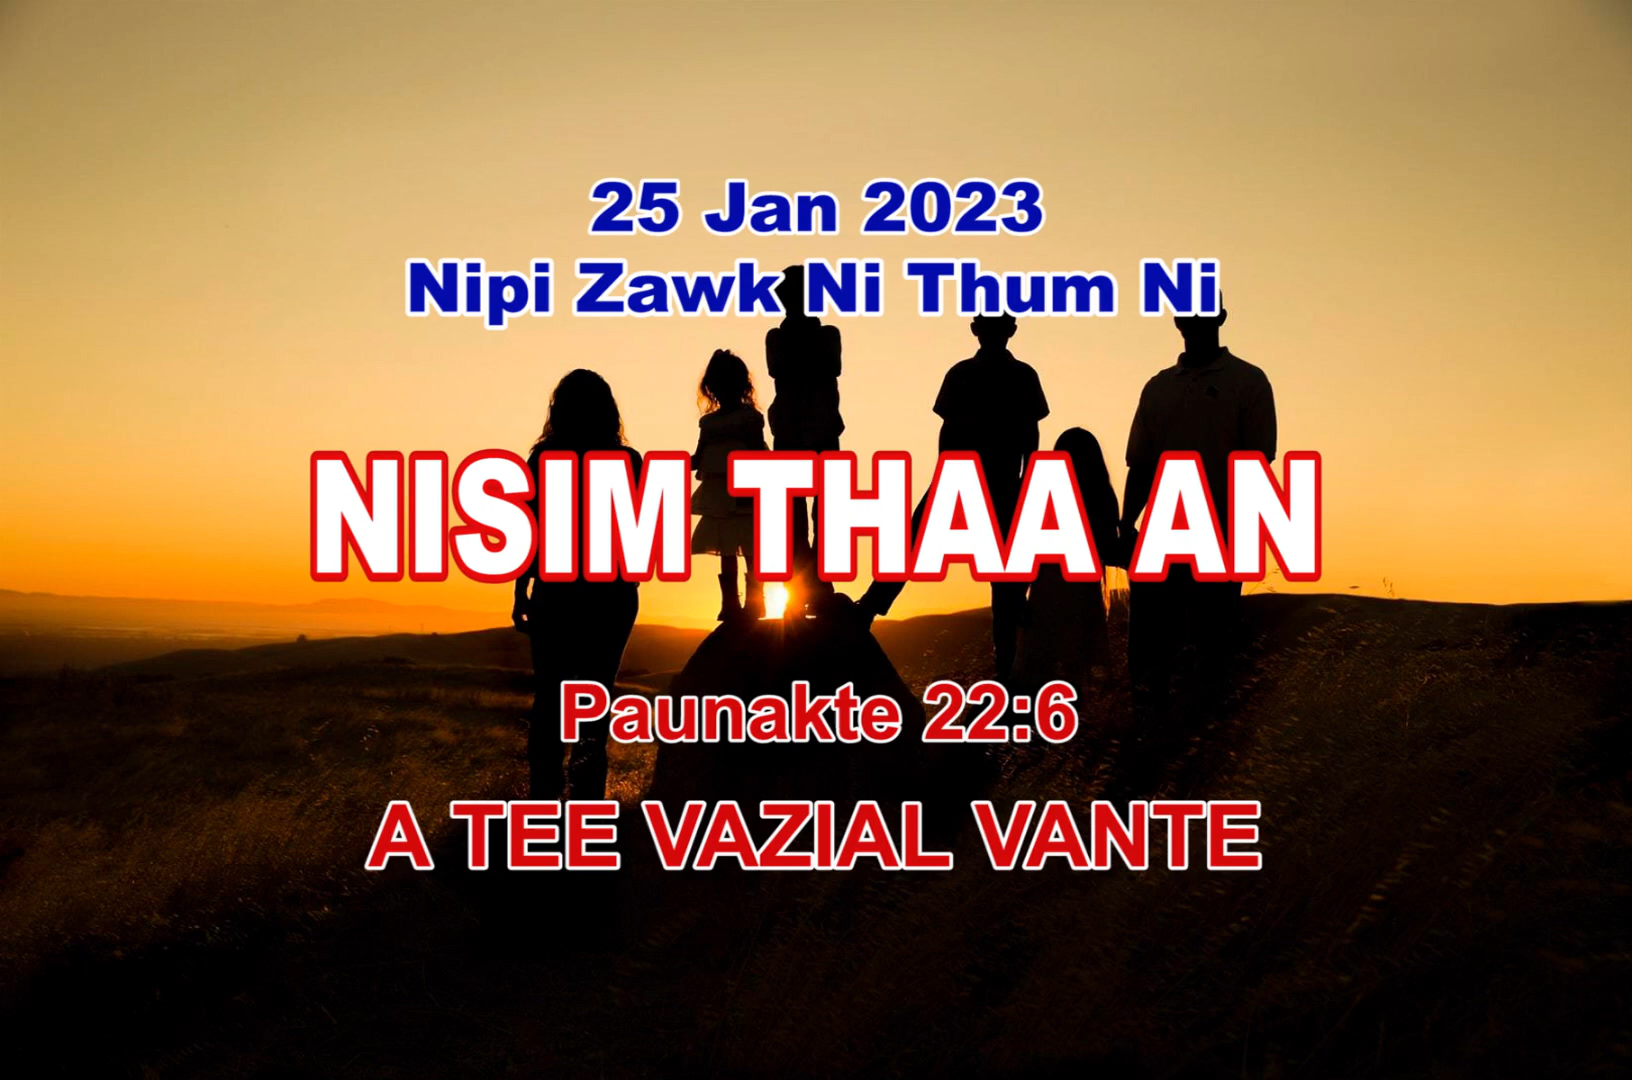 25 Jan 2023
Nipi Zawk Ni Thum Ni
NISIM THAA AN
Paunakte 22:6
A TEE VAZIAL VANTE